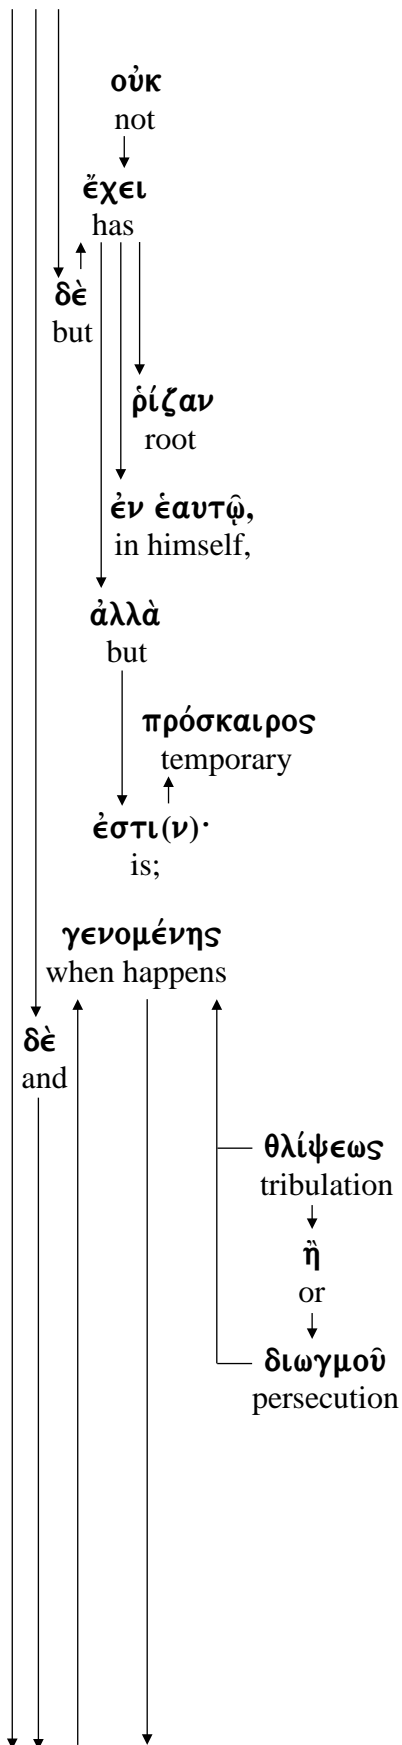 οὐκ
not
ἔχει
has
δὲ
but
ῥίζαν
root
ἐν ἑαυτῷ,
in himself,
ἀλλὰ
but
πρόσκαιρος
temporary
ἐστι(ν)·
is;
γενομένης
when happens
δὲ
and
θλίψεως
tribulation
ἢ
or
διωγμοῦ
persecution